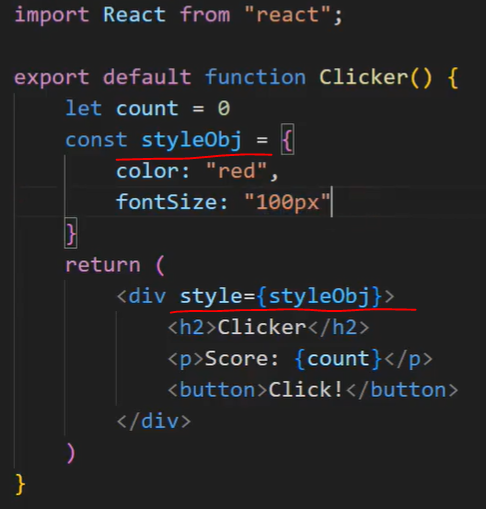 import React from "react";
export default function Clicker() {
let count = 0
const styleObj = {
color: "red",
fontSize: "100px"
}
return (
<div style={styleObj}>
<h2>Clicker</h2>
<p>Score: {count}</p>
<button>Click!</button>
</div>
)
}